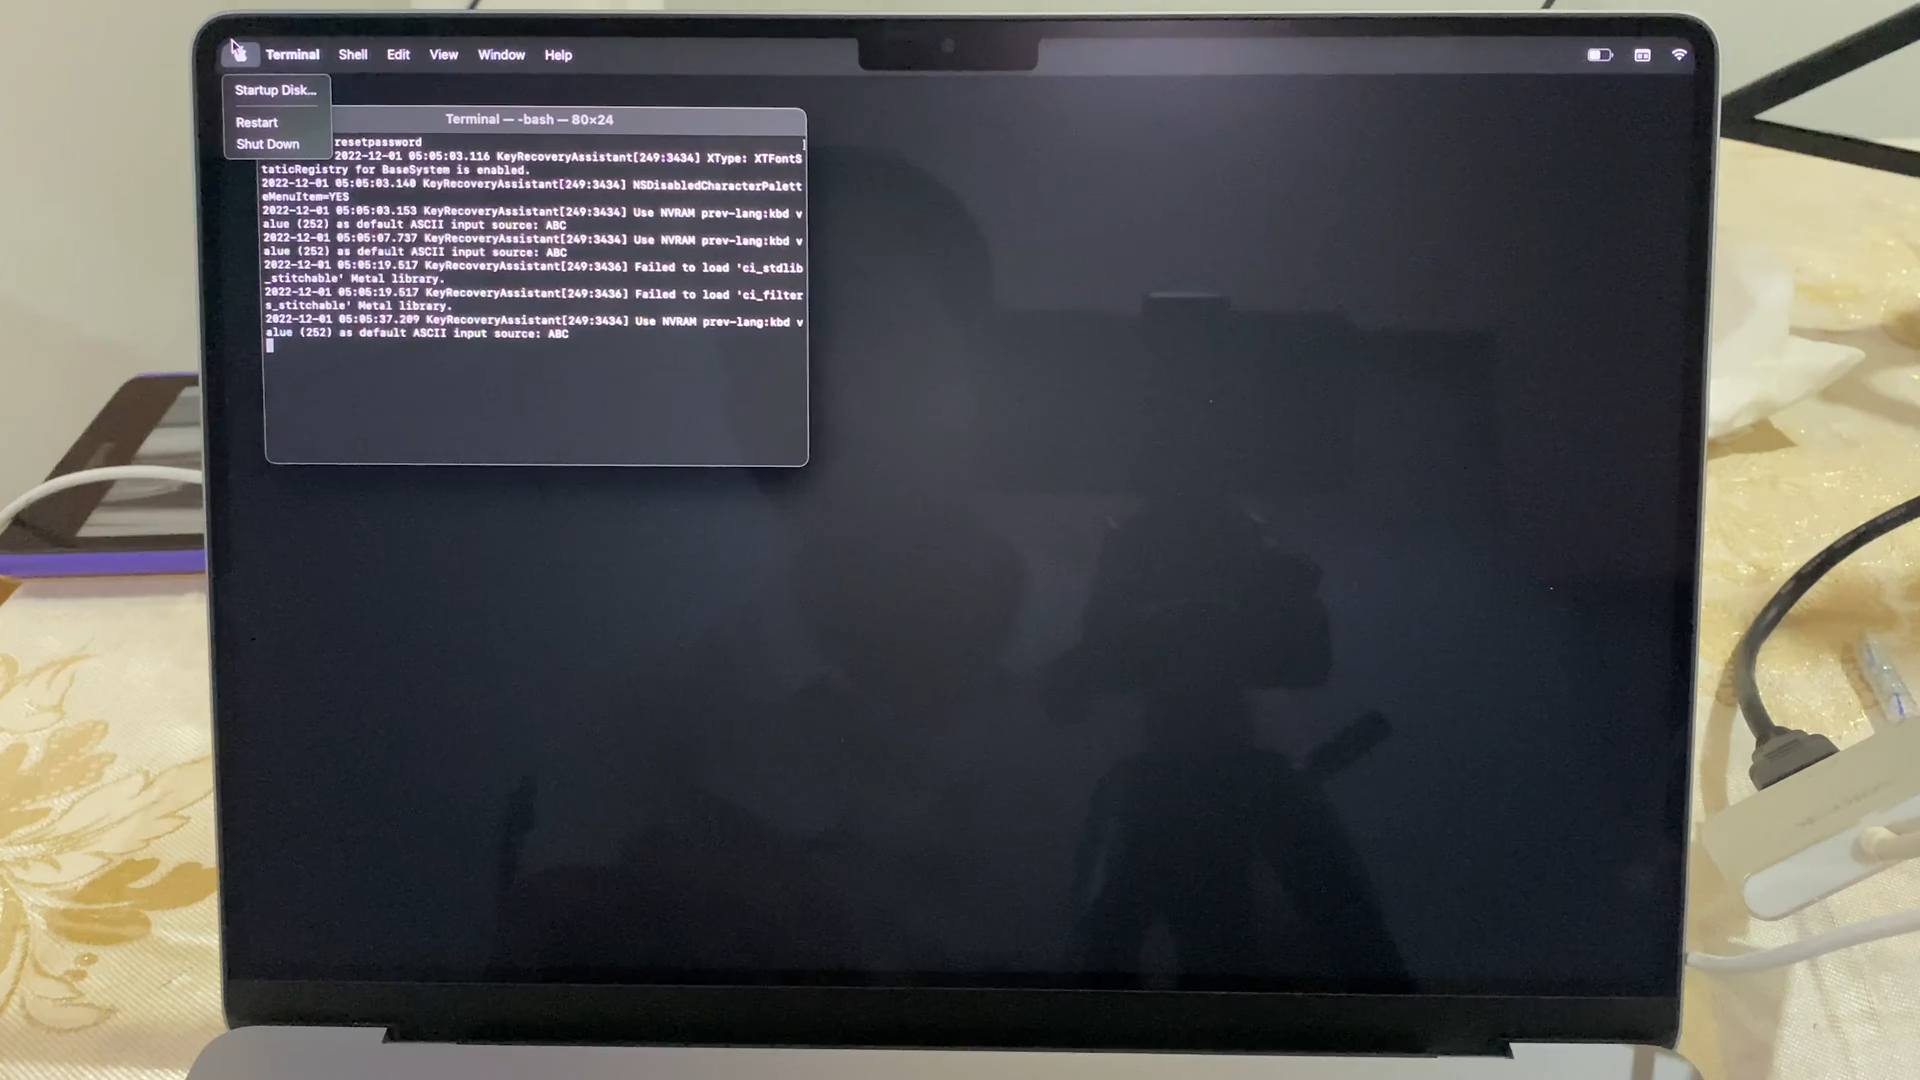 Terminal Shell Edit View Window Help
Startup Disk...
Restart
Shut Down
Terminal — -bash — 80×24
resetpassword
2022-12-01 05:05:03.116 KeyRecoveryAssistant[249:3434] XType: XTFontS
taticRegistry for BaseSystem is enabled.
2022-12-01 05:05:03.140 KeyRecoveryAssistant[249:3434] NSDisabledCharacterPalett
eMenuItem=YES
2022-12-01 05:05:03.153 KeyRecoveryAssistant[249:3434] Use NVRAM prev-lang:kbd v
alue (252) as default ASCII input source: ABC
2022-12-01 05:05:07.737 KeyRecoveryAssistant[249:3434] Use NVRAM prev-lang:kbd v
alue (252) as default ASCII input source: ABC
2022-12-01 05:05:19.517 KeyRecoveryAssistant[249:3436] Failed to load 'ci_stdlib
_stitchable' Metal library.
2022-12-01 05:05:19.517 KeyRecoveryAssistant[249:3436] Failed to load 'ci_filter
s_stitchable' Metal library.
2022-12-01 05:05:37.209 KeyRecoveryAssistant[249:3434] Use NVRAM prev-lang:kbd v
alue (252) as default ASCII input source: ABC